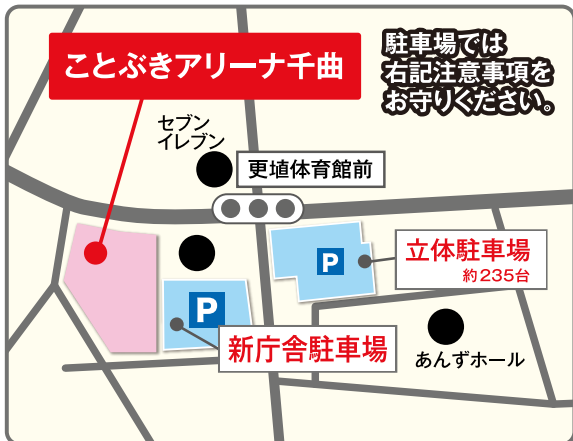 ことぶきアリーナ千曲
駐車場では
右記注意事項を
お守りください。
セブン
イレブン
更埴体育館前
P
立体駐車場
約235台
P
新庁舎駐車場
あんずホール